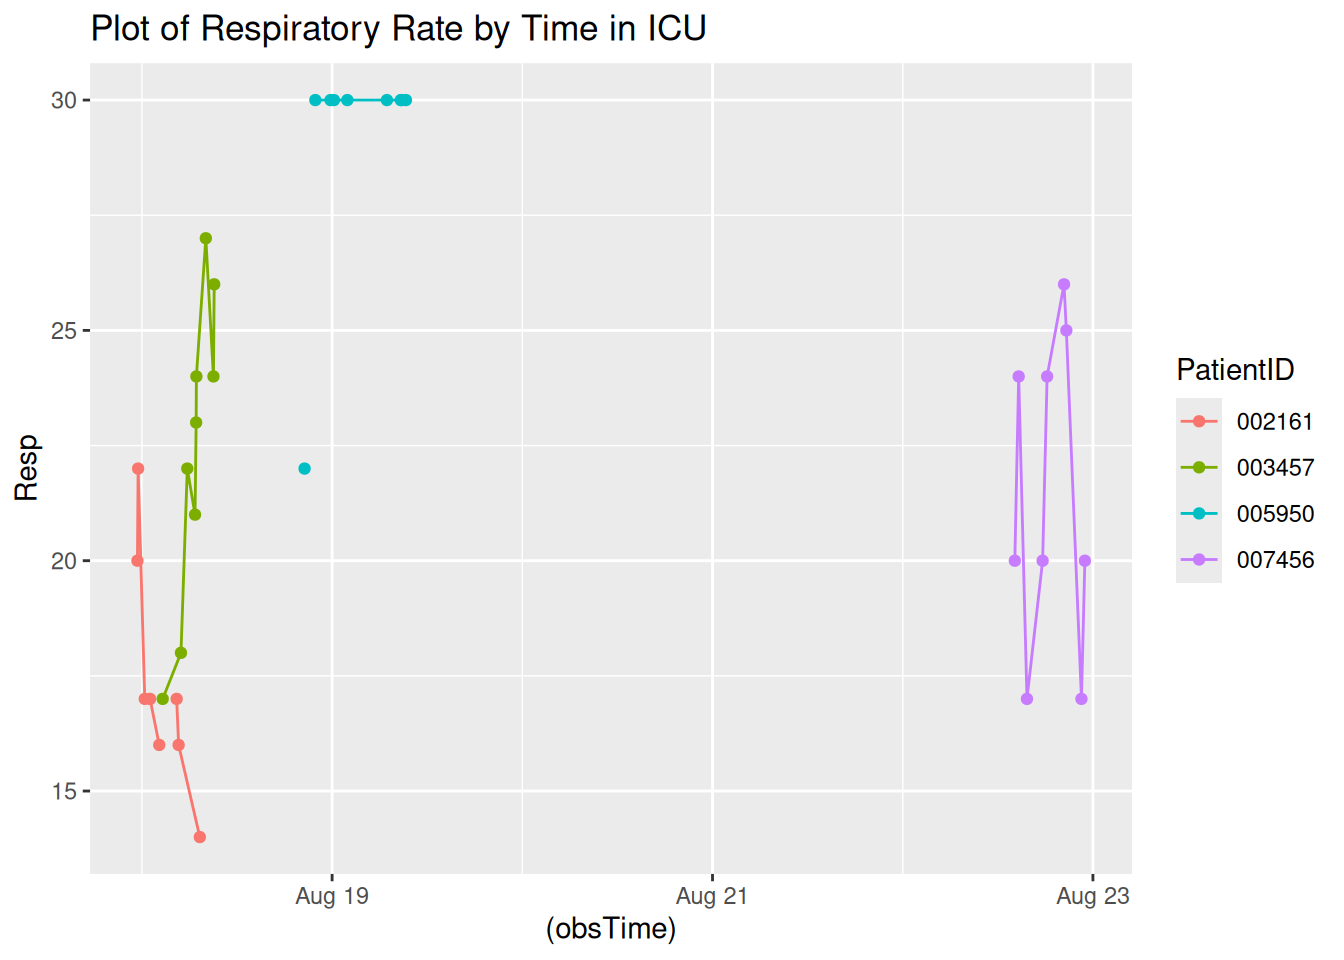 Plot of Respiratory Rate by Time in ICU
Resp
30
25
20
15
Aug 19
Aug 21
Aug 23
(obsTime)
PatientID
002161
003457
005950
007456